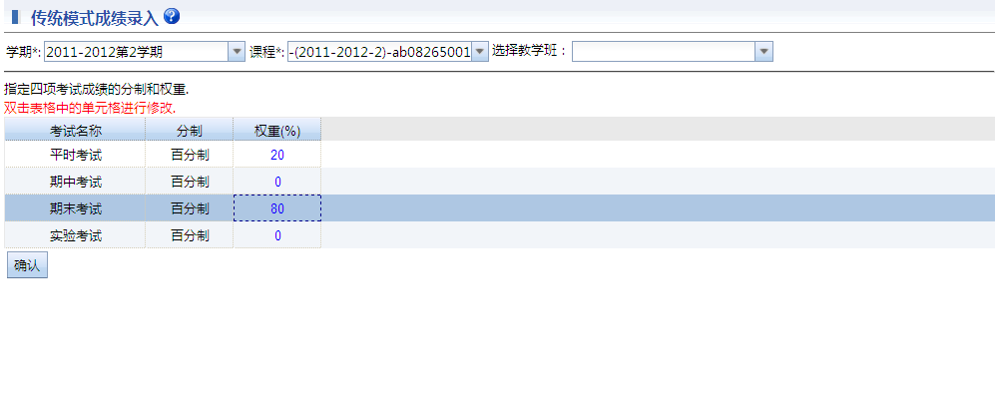 传统模式成绩录入 ?
学期*: 2011-2012第2学期 课程*: -(2011-2012-2)-ab08265001 选择教学班：
指定四项考试成绩的分制和权重.
双击表格中的单元格进行修改.
考试名称 分制 权重(%)
平时考试 百分制 20
期中考试 百分制 0
期末考试 百分制 80
实验考试 百分制 0
确认